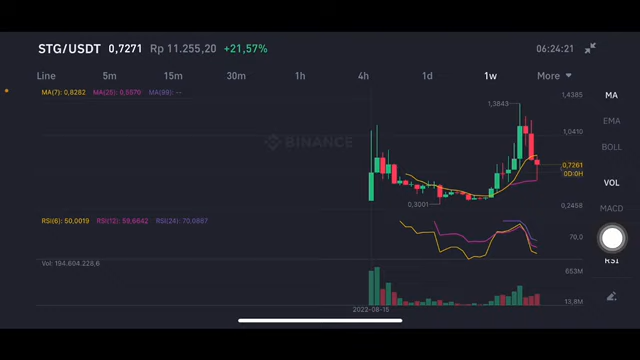 STG/USDT 0,7271 Rp 11.255,20 +21,57% 06:24:21
Line 5m 15m 30m 1h 4h 1d 1w More
MA(7): 0,8282 MA(25): 0,5870 MA(99): --
1,4385
MA
1,3843
EMA
1,0410
BINANCE
BOLL
0,7261
0D:0H
VOL
0,3001
0,2458
MACD
RSI(6): 50,0019 RSI(12): 59,6642 RSI(24): 70,0887
70,0
RSI
Vol: 194.604.228,6
653M
13,8M
2022-08-15